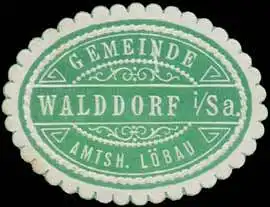 GEMEINDE
WALDDORF i/Sa.
AMTSH. LÖBAU